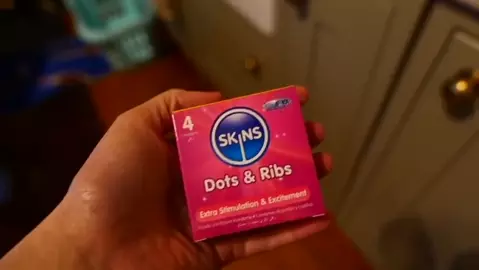 4
SKINS
Dots & Ribs
Extra Stimulation & Excitement